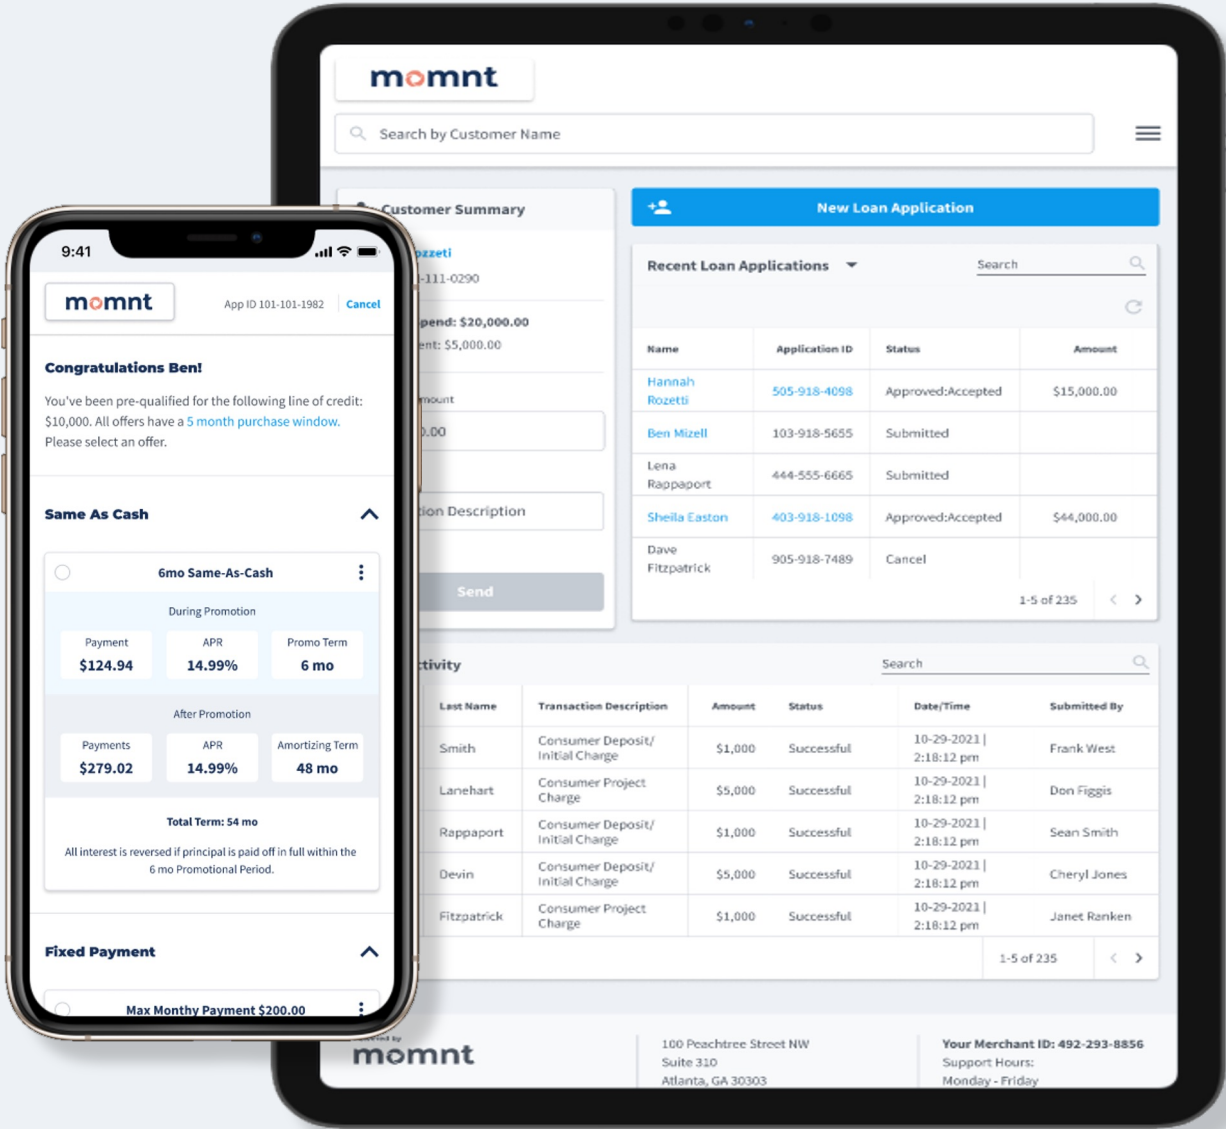 momnt
Search by Customer Name
Customer Summary
ozzeti
-111-0290
pend: $20,000.00
ent: $5,000.00
mount
0.00
ion Description
Send
New Loan Application
Recent Loan Applications
Search
Name Application ID Status Amount
Hannah
Rozetti 505-918-4098 Approved:Accepted $15,000.00
Ben Mizell 103-918-5655 Submitted
Lena
Rappaport 444-555-6665 Submitted
Sheila Easton 403-918-1098 Approved:Accepted $44,000.00
Dave
Fitzpatrick 905-918-7489 Cancel
1-5 of 235
tivity
Search
Last Name Transaction Description Amount Status Date/Time Submitted By
Smith Consumer Deposit/ $1,000 Successful 10-29-2021 | Frank West
Initial Charge 2:18:12 pm
Lanehart Consumer Project $5,000 Successful 10-29-2021 | Don Figgis
Charge 2:18:12 pm
Rappaport Consumer Deposit/ $1,000 Successful 10-29-2021 | Sean Smith
Initial Charge 2:18:12 pm
Devin Consumer Deposit/ $5,000 Successful 10-29-2021 | Cheryl Jones
Initial Charge 2:18:12 pm
Fitzpatrick Consumer Project $1,000 Successful 10-29-2021 | Janet Ranken
Charge 2:18:12 pm
1-5 of 235
momnt
100 Peachtree Street NW
Suite 310
Atlanta, GA 30303
Your Merchant ID: 492-293-8856
Support Hours:
Monday - Friday
9:41
momnt
App ID 101-101-1982
Cancel
Congratulations Ben!
You've been pre-qualified for the following line of credit:
$10,000. All offers have a 5 month purchase window.
Please select an offer.
Same As Cash
6mo Same-As-Cash
During Promotion
Payment APR Promo Term
$124.94 14.99% 6 mo
After Promotion
Payments APR Amortizing Term
$279.02 14.99% 48 mo
Total Term: 54 mo
All interest is reversed if principal is paid off in full within the
6 mo Promotional Period.
Fixed Payment
Max Monthy Payment $200.00